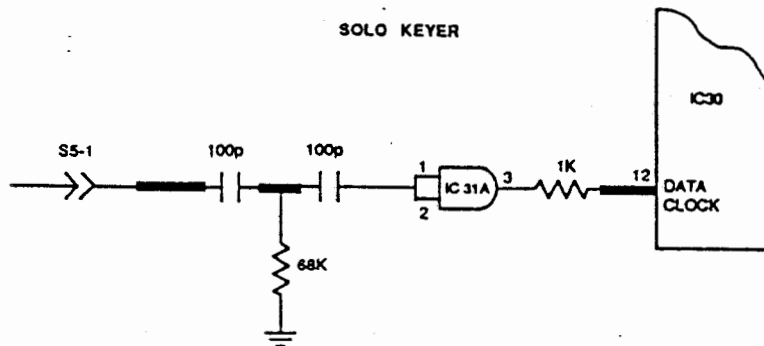 SOLO KEYER
IC30
S5-1
100p
100p
1
2
IC 31A
3
1K
12
DATA
CLOCK
68K